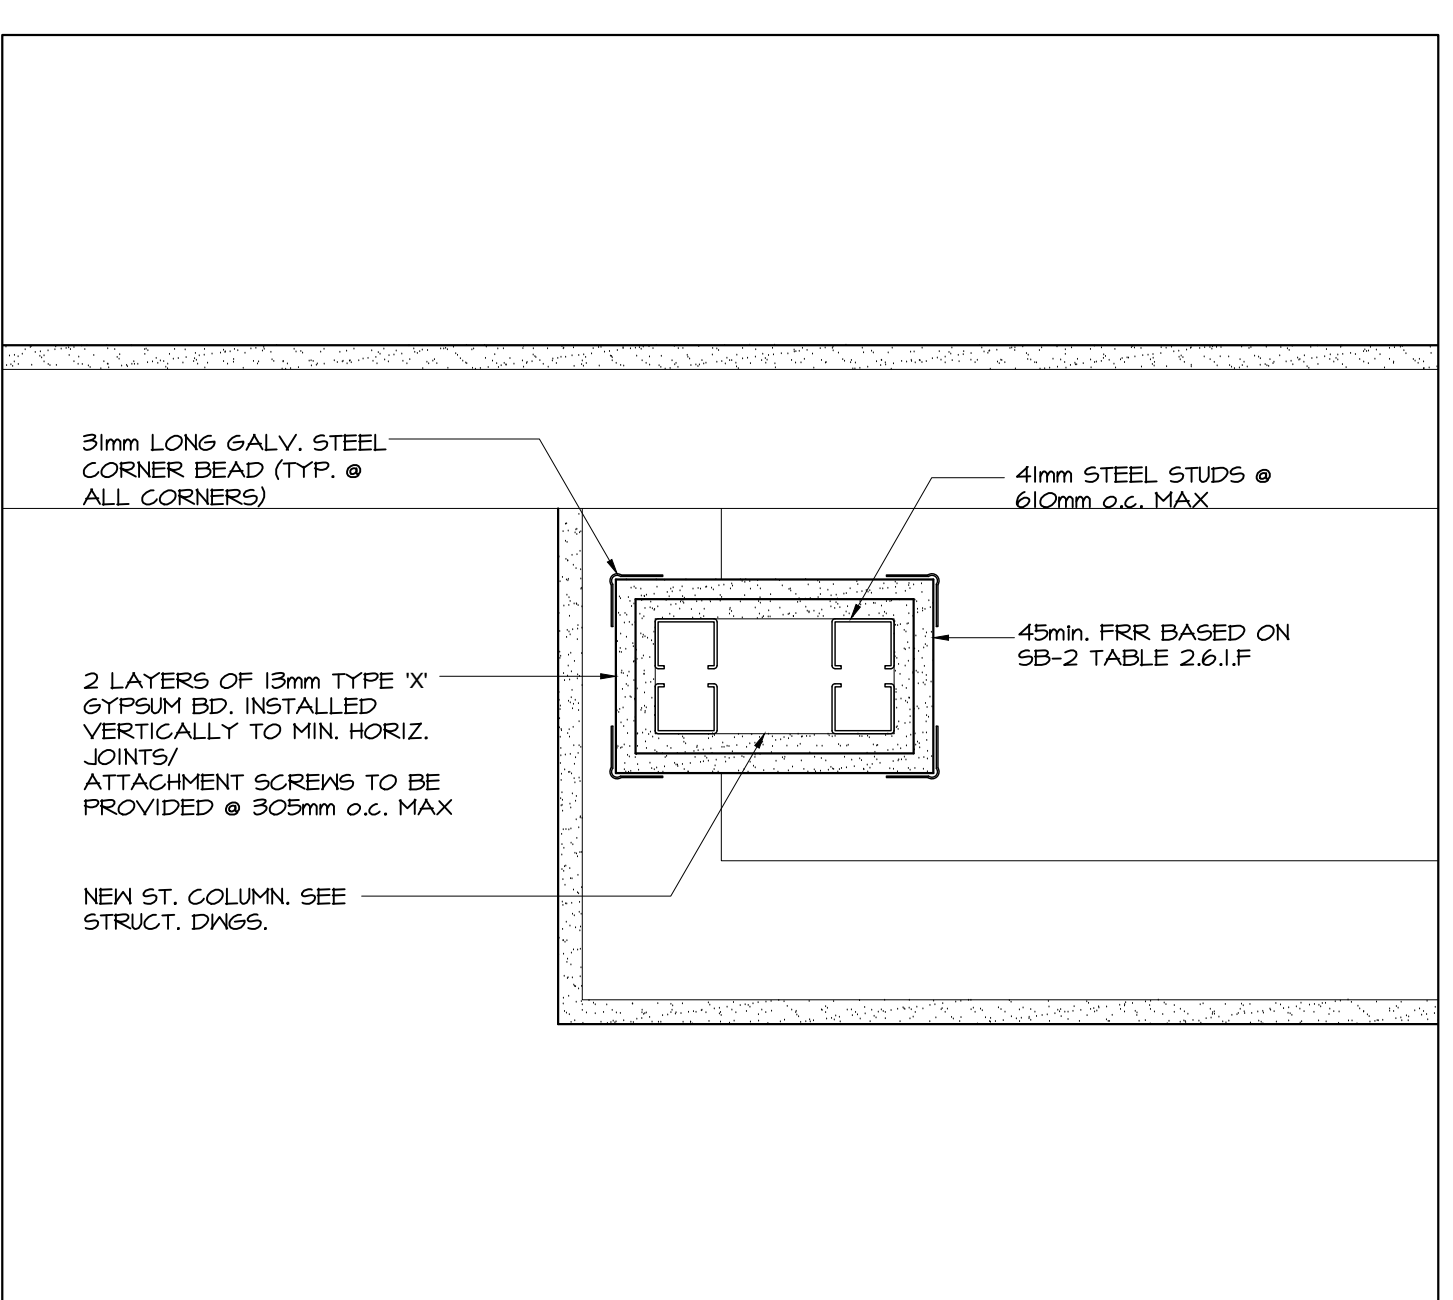 31mm LONG GALV. STEEL
CORNER BEAD (TYP. @
ALL CORNERS)
41mm STEEL STUDS @
610mm o.c. MAX
45min. FRR BASED ON
SB-2 TABLE 2.6.1.F
2 LAYERS OF 13mm TYPE 'X'
GYPSUM BD. INSTALLED
VERTICALLY TO MIN. HORIZ.
JOINTS/
ATTACHMENT SCREWS TO BE
PROVIDED @ 305mm o.c. MAX
NEW ST. COLUMN. SEE
STRUCT. DWGS.